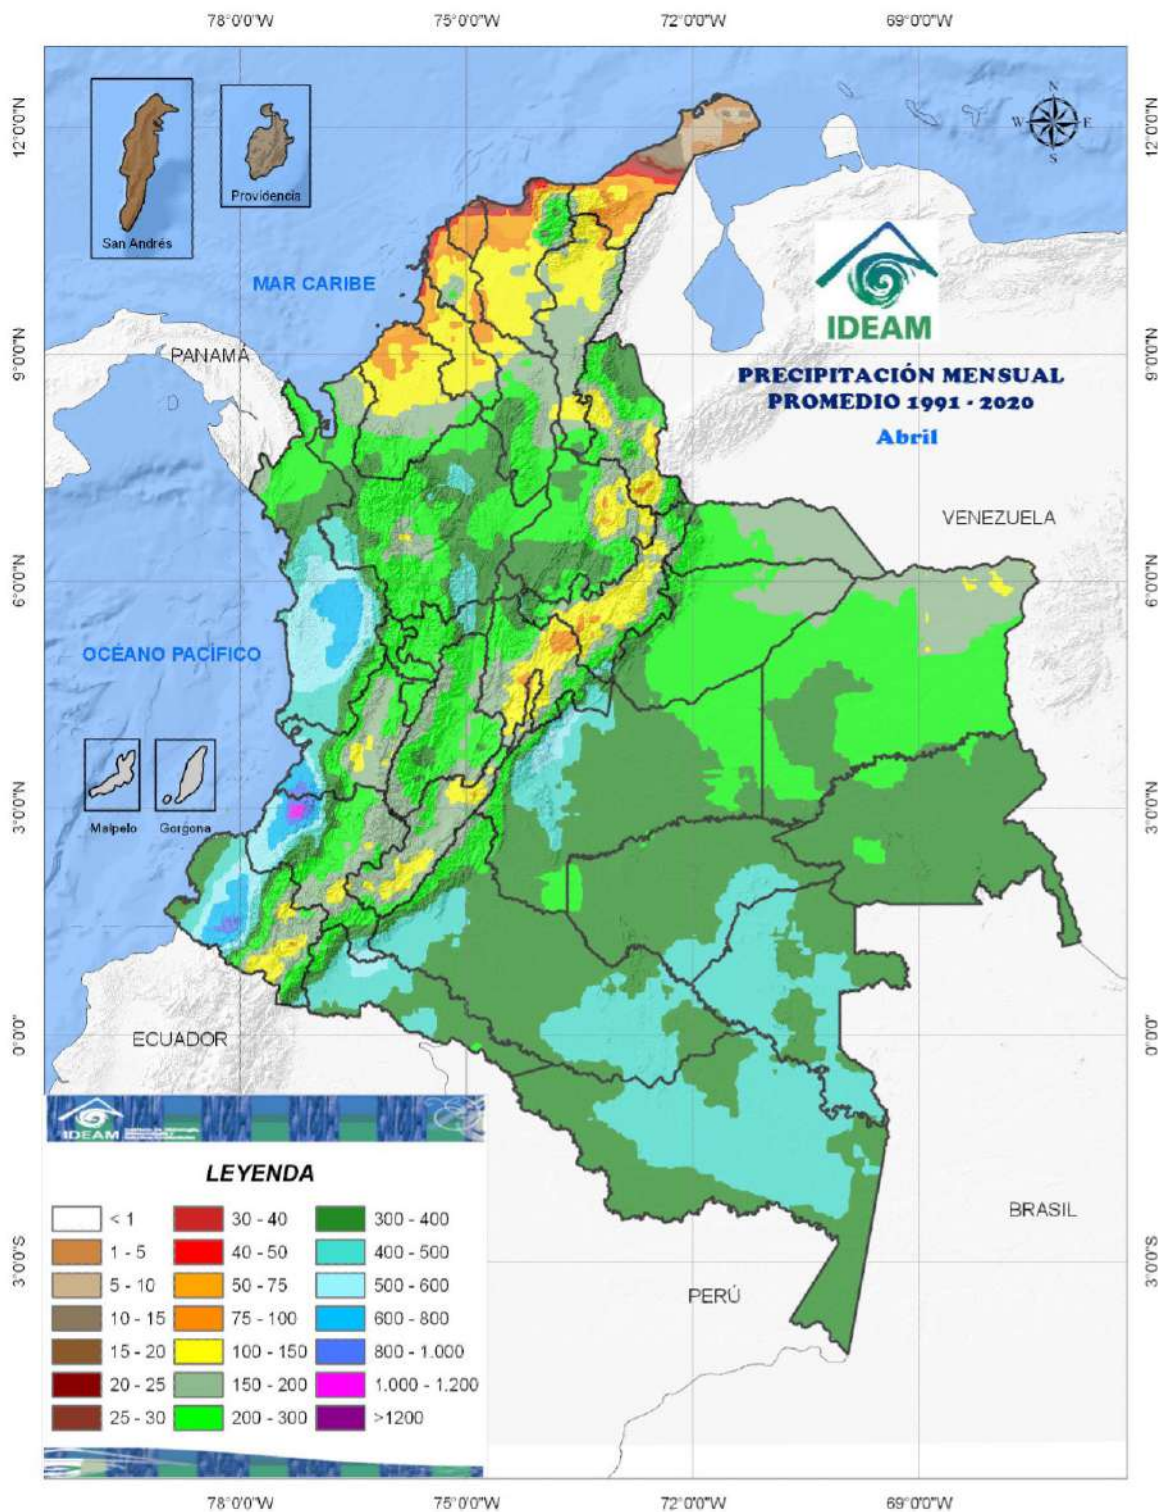 78°0'0"W 75°0'0"W 72°0'0"W 69°0'0"W
12°0'0"N 12°0'0"N
N
W E
S
San Andrés
Providencia
MAR CARIBE
IDEAM
PANAMÁ
9°0'0"N 9°0'0"N
PRECIPITACIÓN MENSUAL
PROMEDIO 1991 - 2020
Abril
VENEZUELA
6°0'0"N 6°0'0"N
OCÉANO PACÍFICO
3°0'0"N 3°0'0"N
Malpelo Gorgona
0°0'0" 0°0'0"
ECUADOR
IDEAM
LEYENDA
< 1
1 - 5
5 - 10
10 - 15
15 - 20
20 - 25
25 - 30
30 - 40
40 - 50
50 - 75
75 - 100
100 - 150
150 - 200
200 - 300
300 - 400
400 - 500
500 - 600
600 - 800
800 - 1.000
1.000 - 1.200
>1200
BRASIL
3°0'0"S 3°0'0"S
PERÚ
78°0'0"W 75°0'0"W 72°0'0"W 69°0'0"W